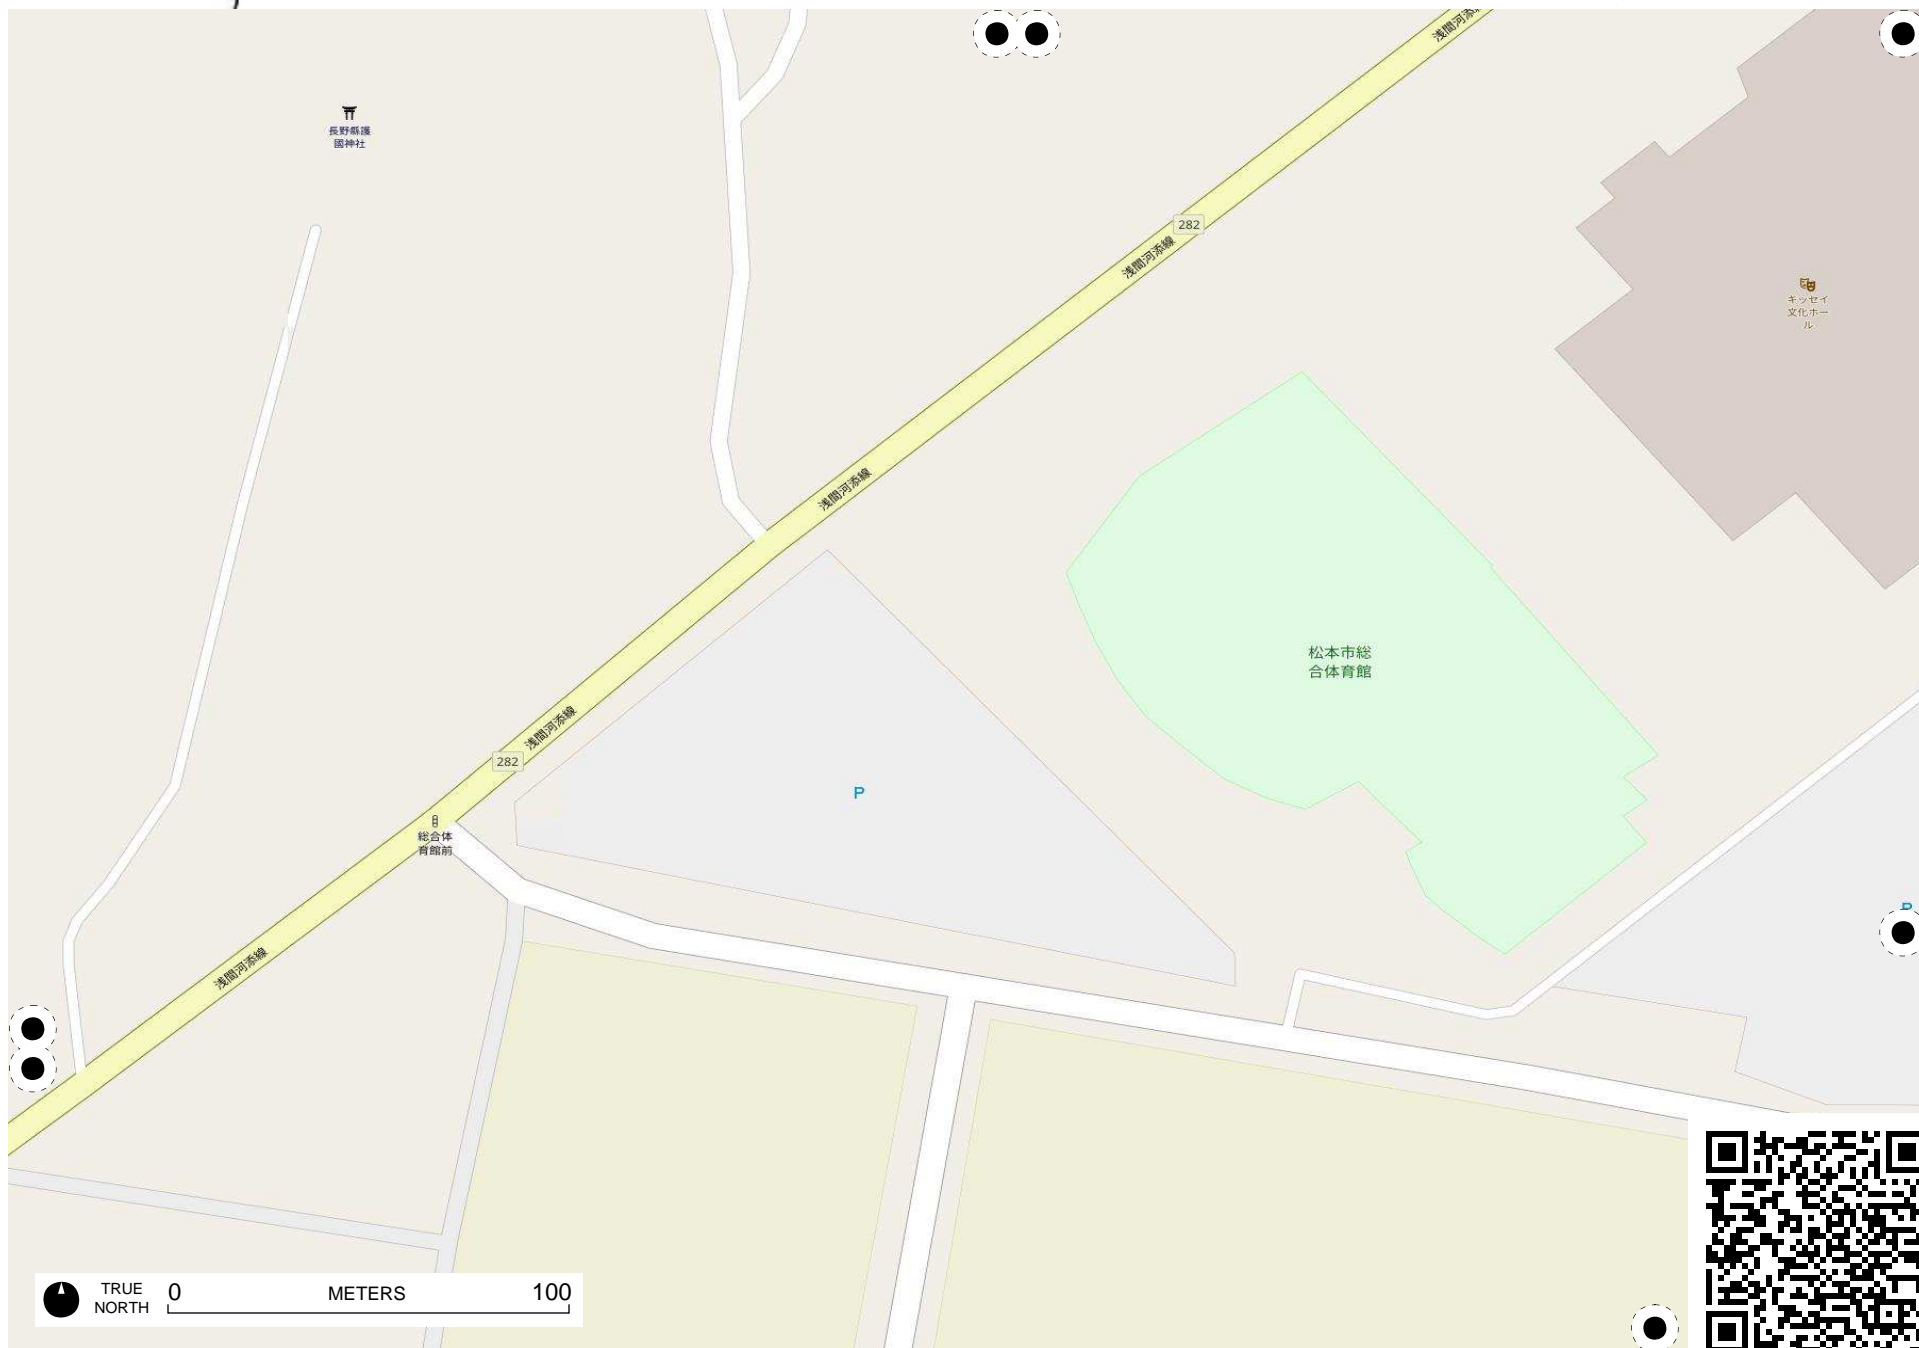 浅間河添線
長野縣護
國神社
282
浅間河添線
キッセイ
文化ホー
ル
浅間河添線
松本市総
合体育館
浅間河添線
282
P
総合体
育館前
P
浅間河添線
TRUE
NORTH
0 METERS 100